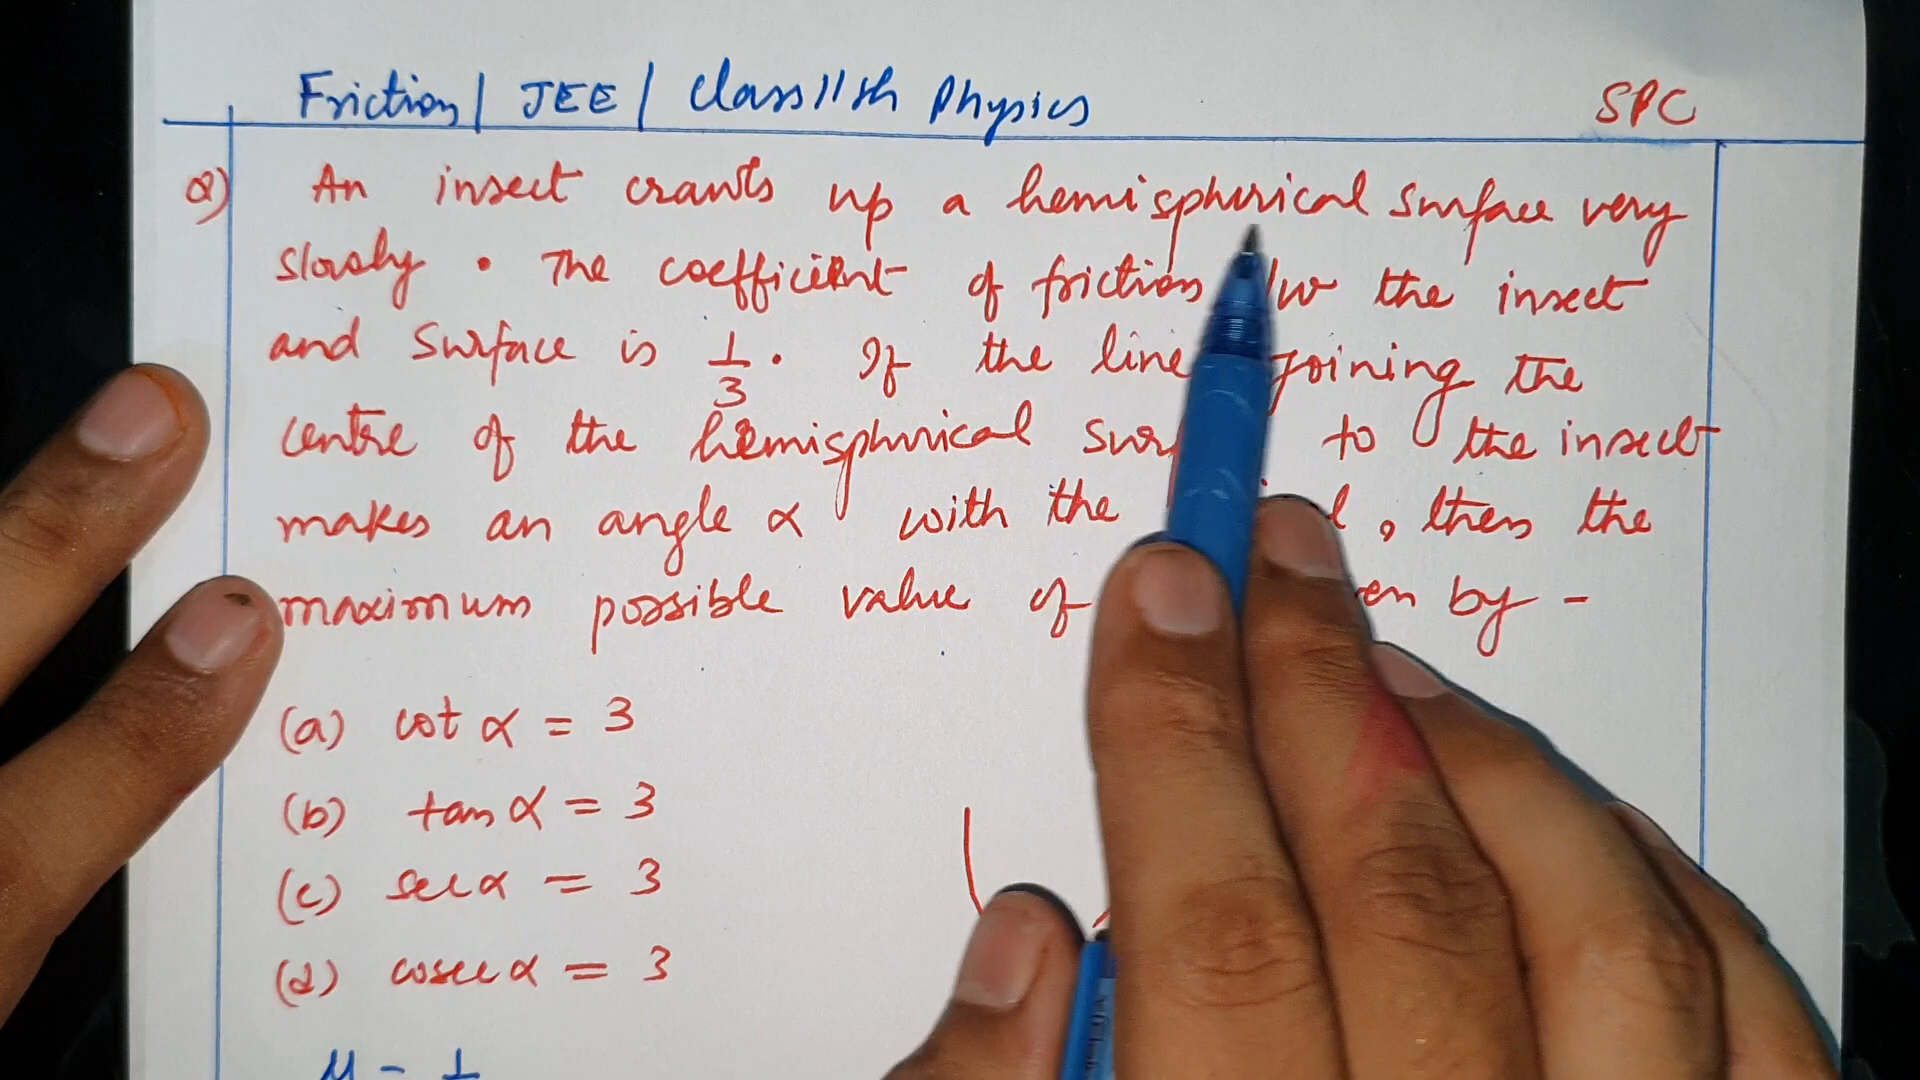 Friction / JEE / Class 11th Physics
SPC
Q) An insect crawls up a hemispherical surface very
slowly. The coefficient of friction b/w the insect
and surface is 1/3. If the line joining the
centre of the hemispherical to the insect
makes an angle α with the , then the
maximum possible value of by -
(a) cot α = 3
(b) tan α = 3
(c) sec α = 3
(d) cosec α = 3
μ = 1